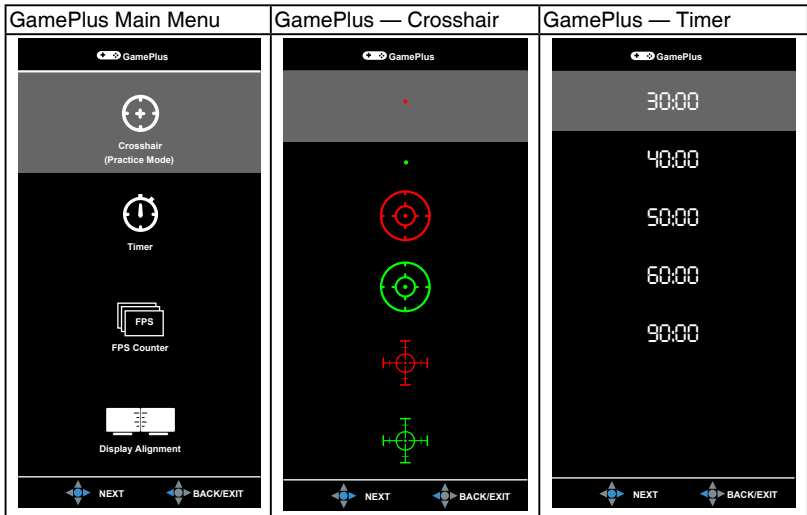 GamePlus Main Menu
GamePlus
Crosshair
(Practice Mode)
Timer
FPS
FPS Counter
Display Alignment
NEXT BACK/EXIT
GamePlus — Crosshair
GamePlus
NEXT BACK/EXIT
GamePlus — Timer
GamePlus
30:00
40:00
50:00
60:00
90:00
NEXT BACK/EXIT